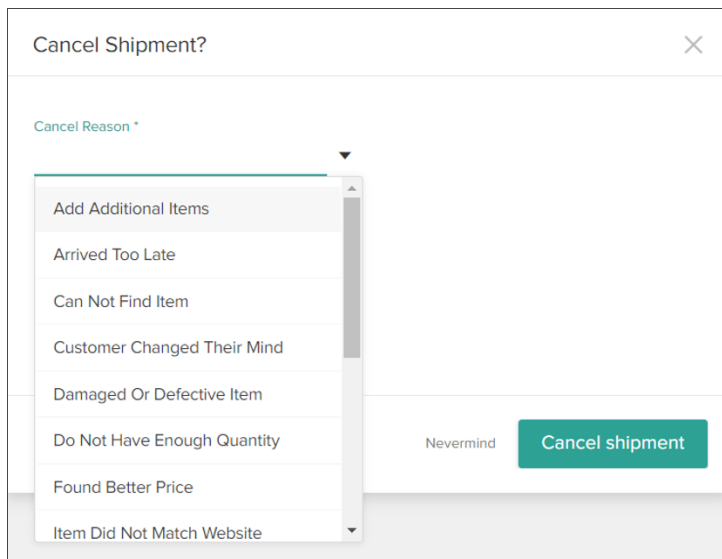 Cancel Shipment?
Cancel Reason *
Add Additional Items
Arrived Too Late
Can Not Find Item
Customer Changed Their Mind
Damaged Or Defective Item
Do Not Have Enough Quantity
Nevermind
Cancel shipment
Found Better Price
Item Did Not Match Website